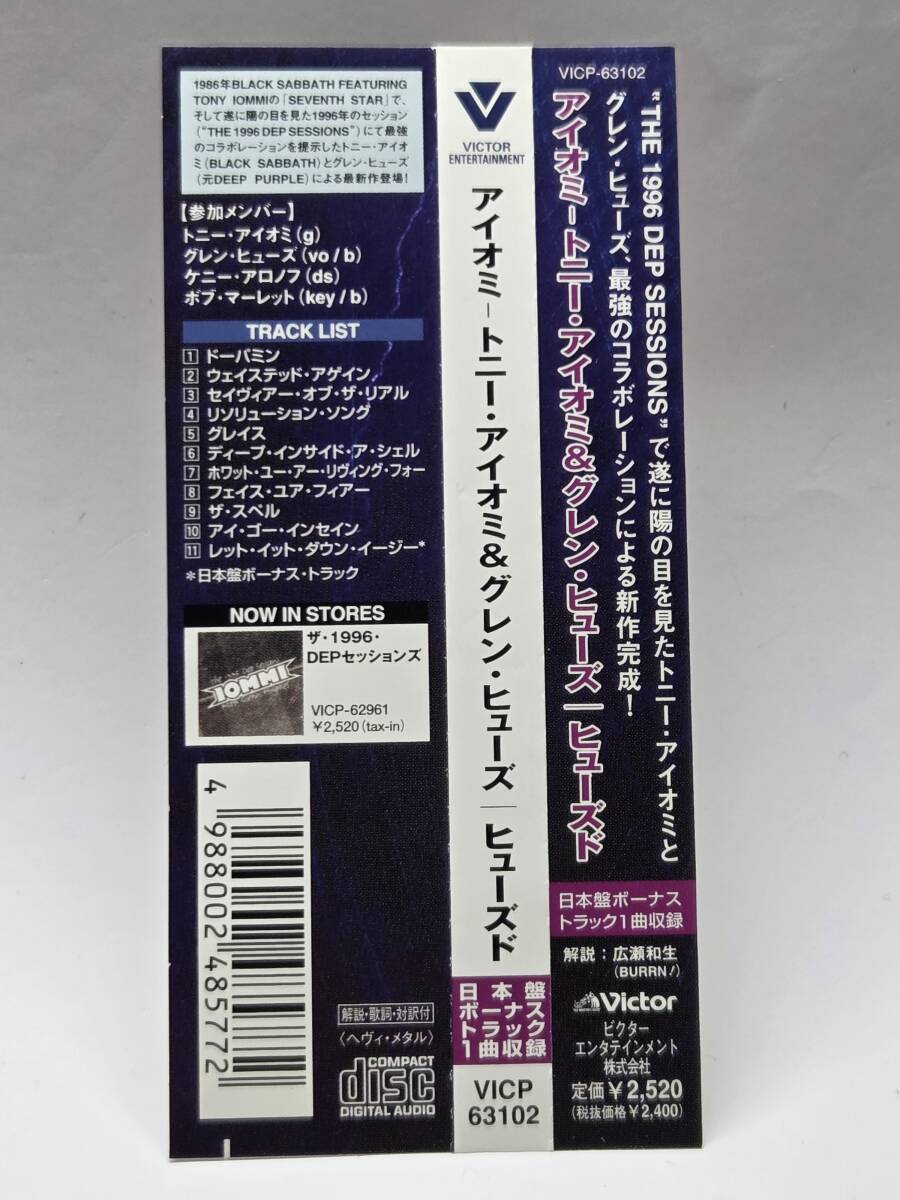 1986年BLACK SABBATH FEATURING
TONY IOMMIの「SEVENTH STAR」で、
そして遂に陽の目を見た1996年のセッション
("THE 1996 DEP SESSIONS")にて最強
のコラボレーションを提示したトニー・アイオ
ミ(BLACK SABBATH)とグレン・ヒューズ
(元DEEP PURPLE)による最新作登場!
【参加メンバー】
トニー・アイオミ(g)
グレン・ヒューズ(vo/b)
ケニー・アロノフ(ds)
ボブ・マーレット(key/b)
TRACK LIST
1 ドーパミン
2 ウェイステッド・アゲイン
3 セイヴィアー・オブ・ザ・リアル
4 リソリューション・ソング
5 グレイス
6 ディープ・インサイド・ア・シェル
7 ホワット・ユー・アー・リヴィング・フォー
8 フェイス・ユア・フィアー
9 ザ・スペル
10 アイ・ゴー・インセイン
11 レット・イット・ダウン・イージー*
*日本盤ボーナス・トラック
NOW IN STORES
IOMMI
ザ・1996・
DEPセッションズ
VICP-62961
¥2,520(tax-in)
4988002485772
解説・歌詞・対訳付
〈ヘヴィ・メタル〉
COMPACT
disc
DIGITAL AUDIO
VICTOR
ENTERTAINMENT
アイオミ-トニー・アイオミ&グレン・ヒューズ|ヒューズド
日本盤
ボーナス
トラック
1曲収録
VICP
63102
VICP-63102
"THE 1996 DEP SESSIONS"で遂に陽の目を見たトニー・アイオミと
グレン・ヒューズ、最強のコラボレーションによる新作完成!
アイオミ-トニー・アイオミ&グレン・ヒューズ|ヒューズド
日本盤ボーナス
トラック1曲収録
解説:広瀬和生
(BURRN!)
Victor
ビクター
エンタテインメント
株式会社
定価¥2,520
(税抜価格¥2,400)